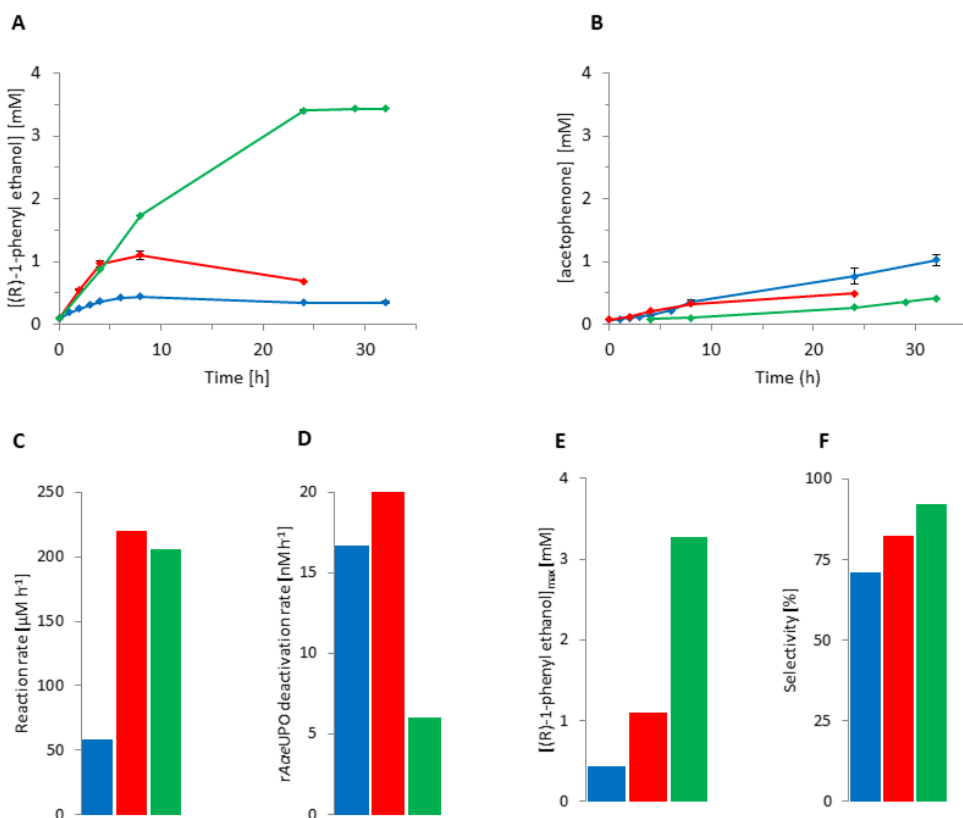 A
[(R)-1-phenyl ethanol] [mM]
4
3
2
1
0
0 10 20 30
Time [h]
B
[acetophenone] [mM]
4
3
2
1
0
0 10 20 30
Time (h)
C
Reaction rate [µM h-1]
250
200
150
100
50
0
D
rAaeUPO deactivation rate [nM h-1]
20
15
10
5
0
E
[(R)-1-phenyl ethanol]max [mM]
4
3
2
1
0
F
Selectivity [%]
100
75
50
25
0